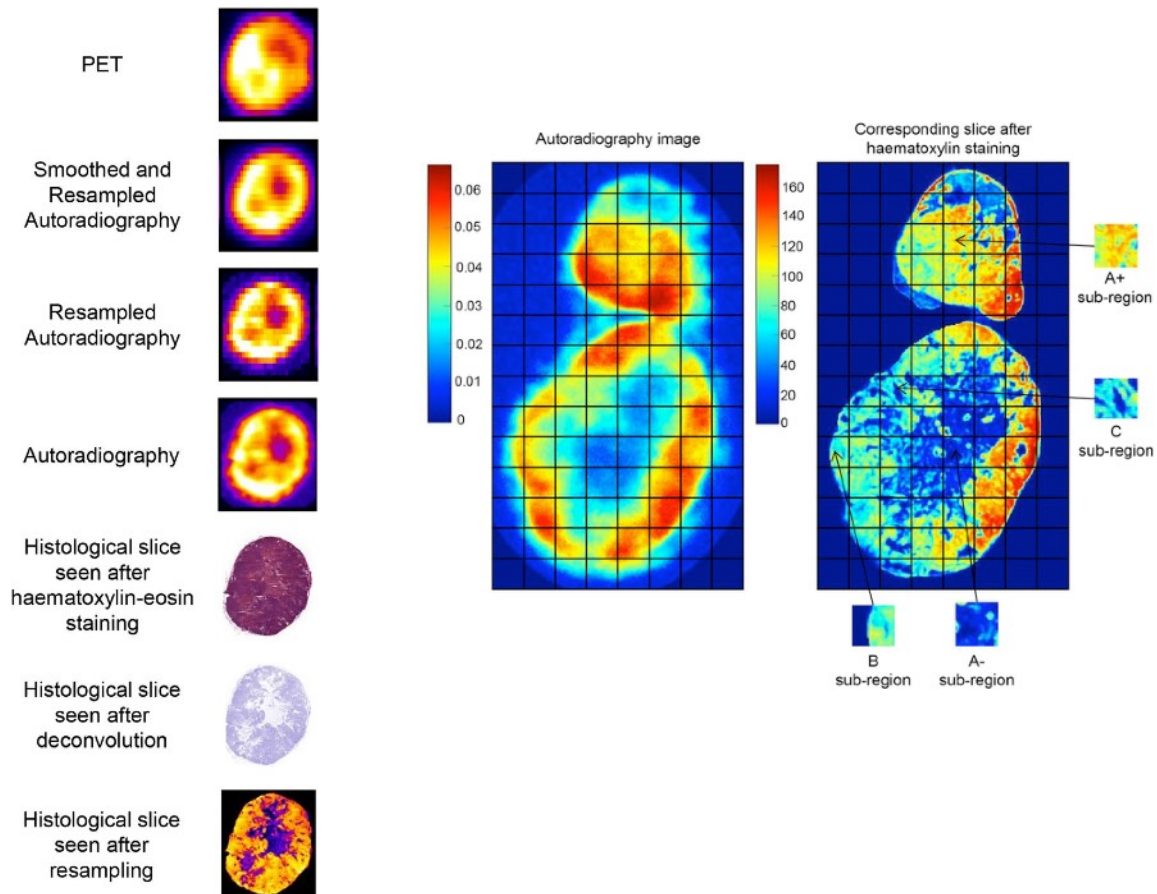 PET
Smoothed and
Resampled
Autoradiography
Resampled
Autoradiography
Autoradiography
Histological slice
seen after
haematoxylin-eosin
staining
Histological slice
seen after
deconvolution
Histological slice
seen after
resampling
Autoradiography image
0.06
0.05
0.04
0.03
0.02
0.01
0
Corresponding slice after
haematoxylin staining
160
140
120
100
80
60
40
20
0
A+
sub-region
C
sub-region
B
sub-region
A-
sub-region